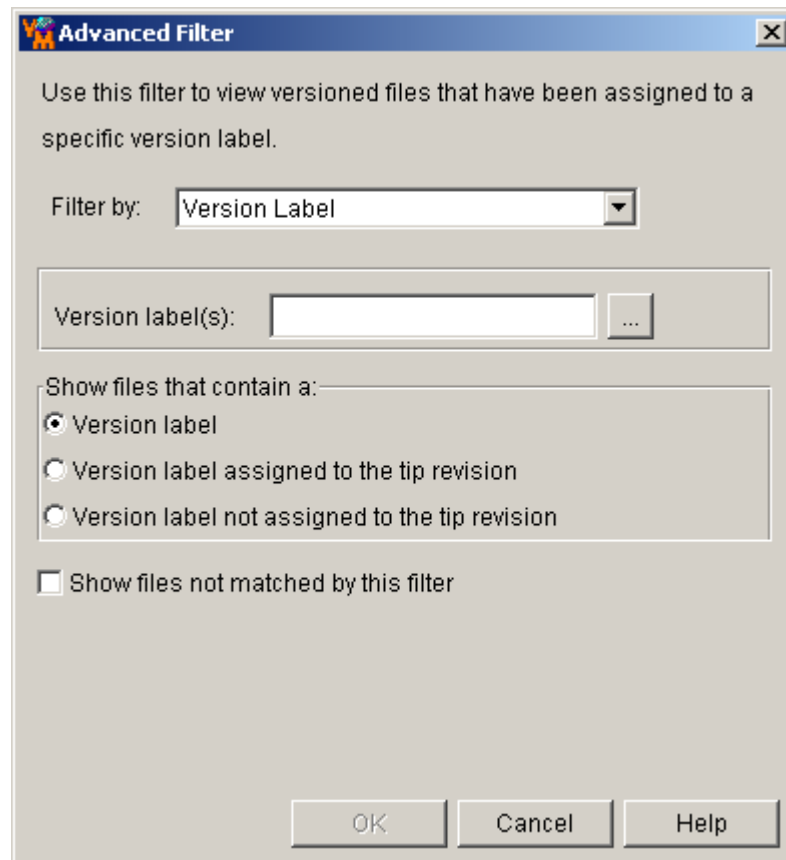 Advanced Filter
Use this filter to view versioned files that have been assigned to a
specific version label.
Filter by: Version Label
Version label(s): ...
Show files that contain a:
Version label
Version label assigned to the tip revision
Version label not assigned to the tip revision
Show files not matched by this filter
OK Cancel Help